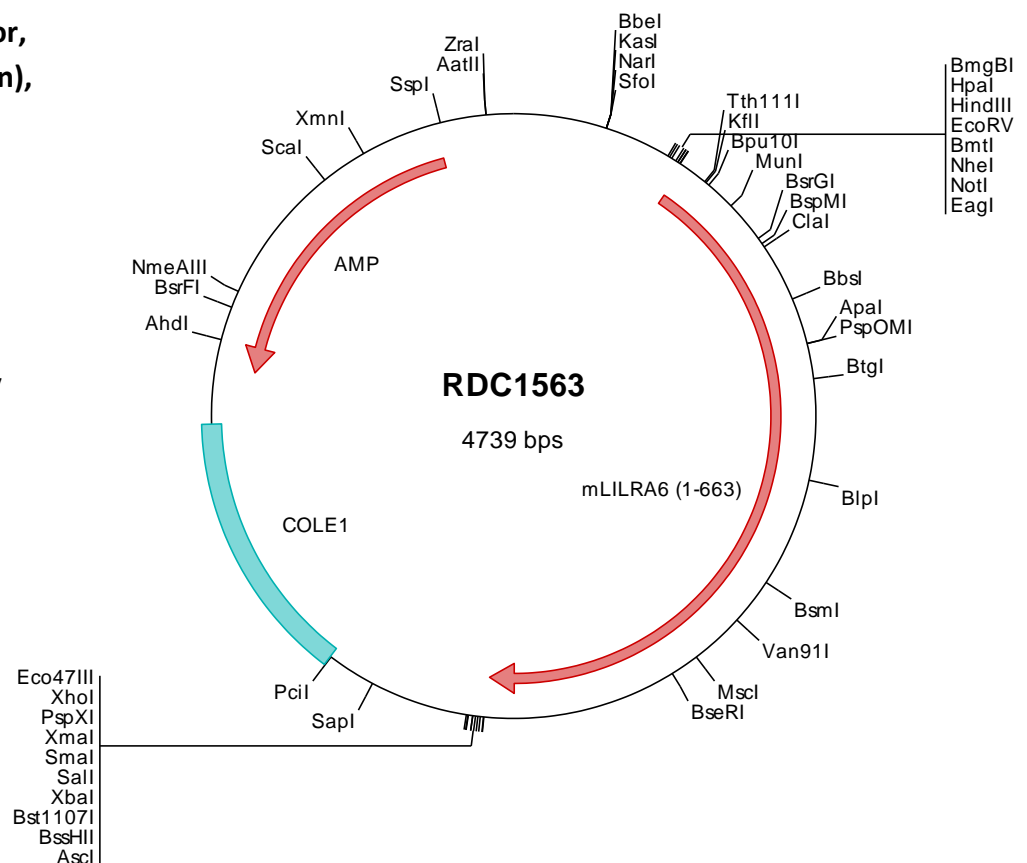 or,
n),
BbeI
KasI
NarI
SfoI
ZraI
AatII
SspI
XmnI
ScaI
Tth111I
KflI
Bpu10I
MunI
BsrGI
BspMI
ClaI
BmgBI
HpaI
HindIII
EcoRV
BmtI
NheI
NotI
EagI
NmeAIII
BsrFI
AhdI
AMP
BbsI
ApaI
PspOMI
BtgI
RDC1563
4739 bps
mLILRA6 (1-663)
BlpI
COLE1
BsmI
Van91I
MscI
BseRI
PciI
SapI
Eco47III
XhoI
PspXI
XmaI
SmaI
SalI
XbaI
Bst1107I
BssHII
AscI